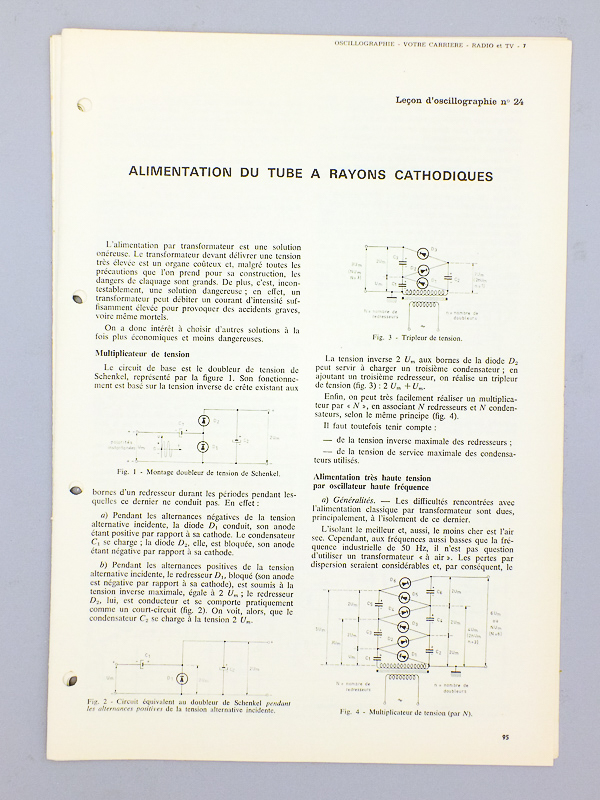 OSCILLOGRAPHIE - VOTRE CARRIERE - RADIO et TV - 1
Leçon d'oscillographie n° 24
ALIMENTATION DU TUBE A RAYONS CATHODIQUES
L'alimentation par transformateur est une solution
onéreuse. Le transformateur devant délivrer une tension
très élevée est un organe coûteux et, malgré toutes les
précautions que l'on prend pour sa construction, les
dangers de claquage sont grands. De plus, c'est, incon-
testablement, une solution dangereuse ; en effet, un
transformateur peut débiter un courant d'intensité suf-
fisamment élevée pour provoquer des accidents graves,
voire même mortels.
On a donc intérêt à choisir d'autres solutions à la
fois plus économiques et moins dangereuses.
Multiplicateur de tension
Le circuit de base est le doubleur de tension de
Schenkel, représenté par la figure 1. Son fonctionne-
ment est basé sur la tension inverse de crête existant aux
Fig. 1 - Montage doubleur de tension de Schenkel.
bornes d'un redresseur durant les périodes pendant les-
quelles ce dernier ne conduit pas. En effet :
a) Pendant les alternances négatives de la tension
alternative incidente, la diode D1 conduit, son anode
étant positive par rapport à sa cathode. Le condensateur
C1 se charge ; la diode D2, elle, est bloquée, son anode
étant négative par rapport à sa cathode.
b) Pendant les alternances positives de la tension
alternative incidente, le redresseur D1, bloqué (son anode
est négative par rapport à sa cathode), est soumis à la
tension inverse maximale, égale à 2 Um ; le redresseur
D2, lui, est conducteur et se comporte pratiquement
comme un court-circuit (fig. 2). On voit, alors, que le
condensateur C2 se charge à la tension 2 Um.
Fig. 2 - Circuit équivalent au doubleur de Schenkel pendant
les alternances positives de la tension alternative incidente.
N = nombre de
redresseurs
n = nombre de
doubleurs
Fig. 3 - Tripleur de tension.
La tension inverse 2 Um aux bornes de la diode D2
peut servir à charger un troisième condensateur ; en
ajoutant un troisième redresseur, on réalise un tripleur
de tension (fig. 3) : 2 Um + Um.
Enfin, on peut très facilement réaliser un multiplica-
teur par « N », en associant N redresseurs et N conden-
sateurs, selon le même principe (fig. 4).
Il faut toutefois tenir compte :
— de la tension inverse maximale des redresseurs ;
— de la tension de service maximale des condensa-
teurs utilisés.
Alimentation très haute tension
par oscillateur haute fréquence
a) Généralités. — Les difficultés rencontrées avec
l'alimentation classique par transformateur sont dues,
principalement, à l'isolement de ce dernier.
L'isolant le meilleur et, aussi, le moins cher est l'air
sec. Cependant, aux fréquences aussi basses que la fré-
quence industrielle de 50 Hz, il n'est pas question
d'utiliser un transformateur « à air ». Les pertes par
dispersion seraient considérables et, par conséquent, le
N = nombre de
redresseurs
n = nombre de
doubleurs
Fig. 4 - Multiplicateur de tension (par N).
95